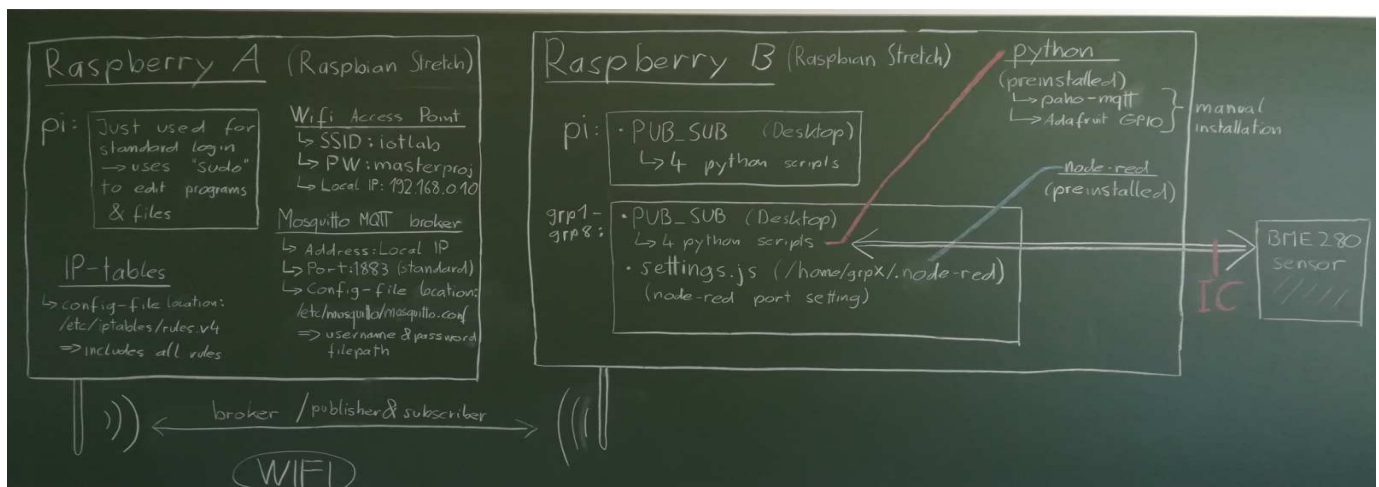 Raspberry A (Raspbian Stretch)
pi:
Just used for
standard login
→ uses "sudo"
to edit programs
& files
IP-tables
↳ config-file location:
/etc/iptables/rules.v4
⇒ includes all rules
Wifi Access Point
↳ SSID: iotlab
↳ PW: masterproj
↳ Local IP: 192.168.0.10
Mosquitto MQTT broker
↳ Address: Local IP
↳ Port: 1883 (standard)
↳ Config-file location:
/etc/mosquitto/mosquitto.conf
⇒ username & password
filepath
Raspberry B (Raspbian Stretch)
pi:
• PUB_SUB (Desktop)
↳ 4 python scripts
grp1-
grp8:
• PUB_SUB (Desktop)
↳ 4 python scripts
• settings.js (/home/grpX/.node-red)
(node-red port setting)
python
(preinstalled)
↳ paho-mqtt
↳ Adafruit GPIO
manual
installation
node-red
(preinstalled)
IC
BME280
sensor
broker / publisher & subscriber
WIFI